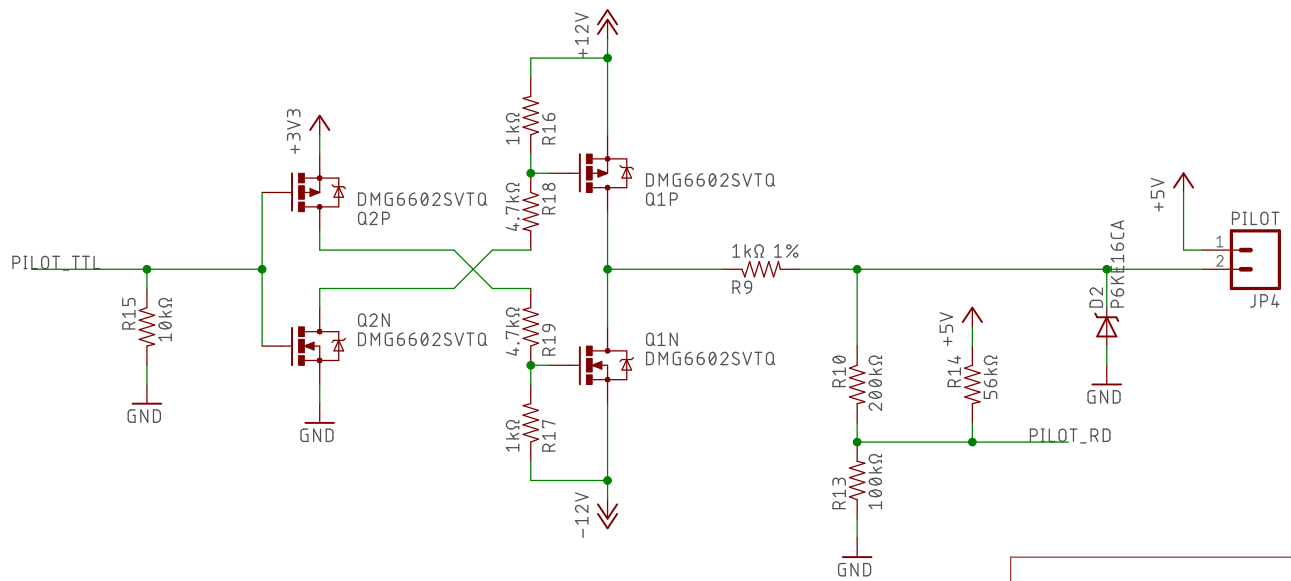 +12V
1kΩ
R16
+3V3
DMG6602SVTQ
Q2P
4.7kΩ
R18
DMG6602SVTQ
Q1P
+5V
PILOT
1
2
JP4
PILOT_TTL
1kΩ 1%
R9
P6KE16CA
D2
R15
10kΩ
Q2N
DMG6602SVTQ
4.7kΩ
R19
Q1N
DMG6602SVTQ
+5V
R10
200kΩ
R14
56kΩ
GND
GND
GND
1kΩ
R17
PILOT_RD
R13
100kΩ
-12V
GND